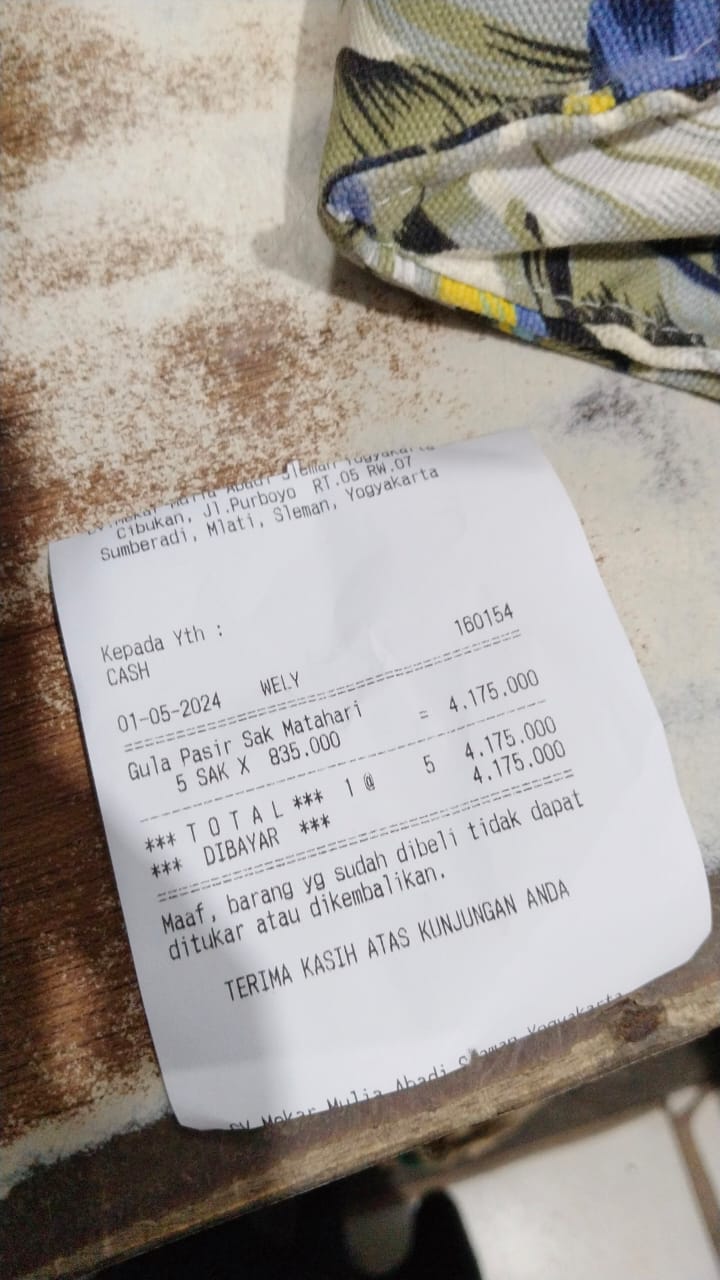 Mekar Mulia Abadi Sleman Yogyakarta
Cibukan, Jl.Purboyo RT.05 RW.07
Sumberadi, Mlati, Sleman, Yogyakarta
Kepada Yth :
CASH 160154
01-05-2024 WELY
Gula Pasir Sak Matahari
5 SAK X 835.000 = 4.175.000
*** T O T A L *** 1 @ 5 4.175.000
*** DIBAYAR *** 4.175.000
Maaf, barang yg sudah dibeli tidak dapat
ditukar atau dikembalikan.
TERIMA KASIH ATAS KUNJUNGAN ANDA
Mekar Mulia Abadi Sleman Yogyakarta